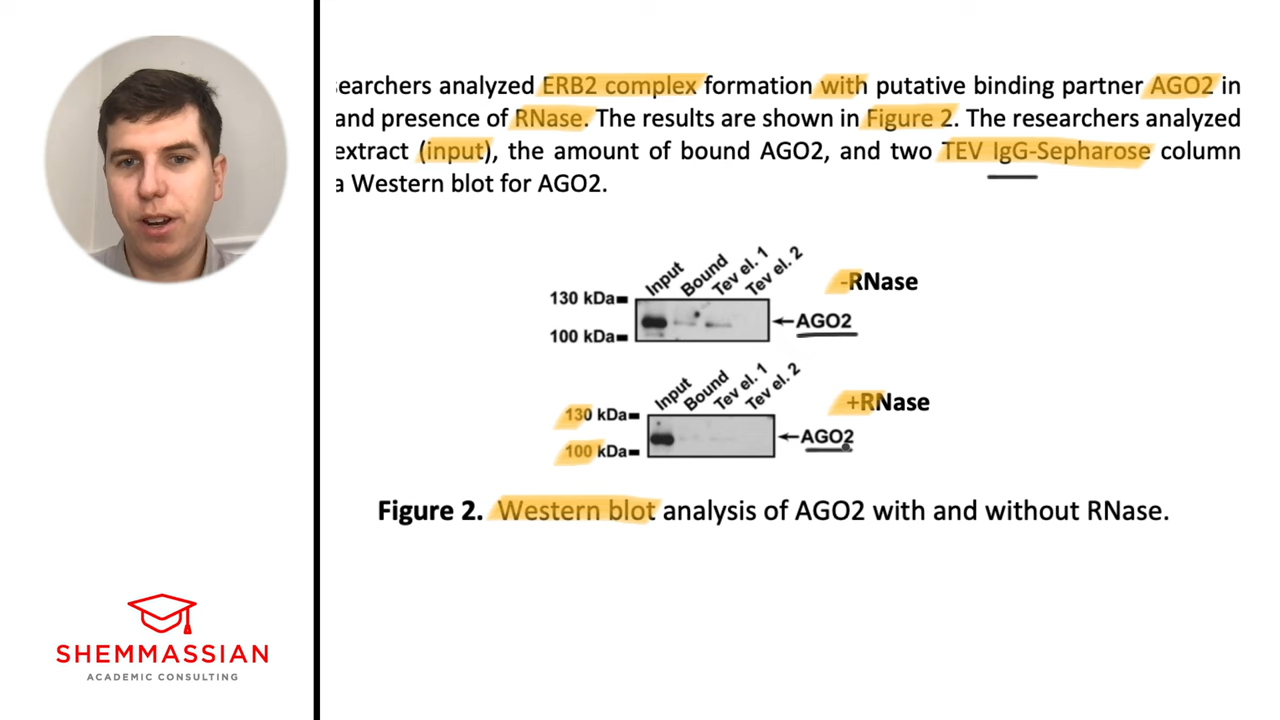 searchers analyzed ERB2 complex formation with putative binding partner AGO2 in
and presence of RNase. The results are shown in Figure 2. The researchers analyzed
extract (input), the amount of bound AGO2, and two TEV IgG-Sepharose column
a Western blot for AGO2.
Input Bound Tev el. 1 Tev el. 2
-RNase
130 kDa
AGO2
100 kDa
Input Bound Tev el. 1 Tev el. 2
+RNase
130 kDa
AGO2
100 kDa
Figure 2. Western blot analysis of AGO2 with and without RNase.
SHEMMASSIAN
ACADEMIC CONSULTING